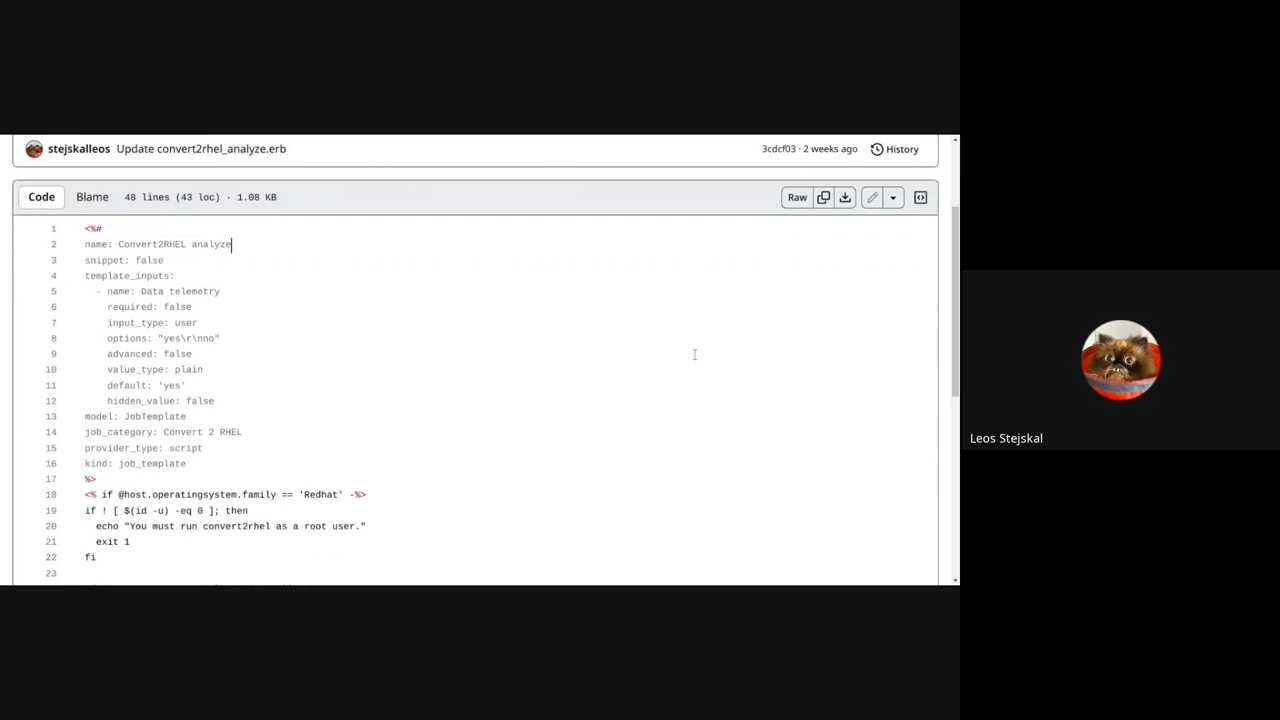 stejskalleos Update convert2rhel_analyze.erb 3cdcf03 · 2 weeks ago History
Code Blame 48 lines (43 loc) · 1.08 KB Raw
1 <%#
2 name: Convert2RHEL analyze
3 snippet: false
4 template_inputs:
5 - name: Data telemetry
6 required: false
7 input_type: user
8 options: "yes\r\nno"
9 advanced: false
10 value_type: plain
11 default: 'yes'
12 hidden_value: false
13 model: JobTemplate
14 job_category: Convert 2 RHEL
15 provider_type: script
16 kind: job_template
17 %>
18 <% if @host.operatingsystem.family == 'Redhat' -%>
19 if ! [ $(id -u) -eq 0 ]; then
20 echo "You must run convert2rhel as a root user."
21 exit 1
22 fi
23
Leos Stejskal